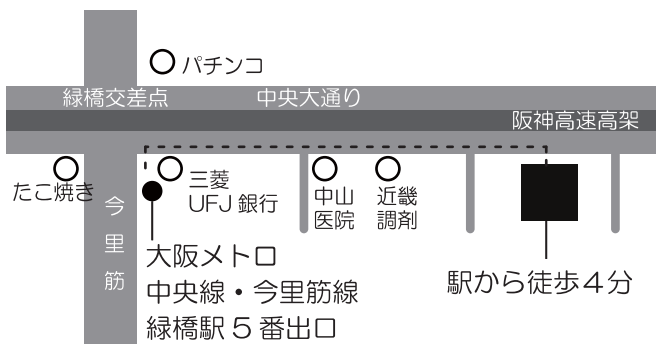 パチンコ
緑橋交差点
中央大通り
阪神高速高架
たこ焼き
今里筋
三菱
UFJ銀行
中山
医院
近畿
調剤
大阪メトロ
中央線・今里筋線
緑橋駅5番出口
駅から徒歩4分